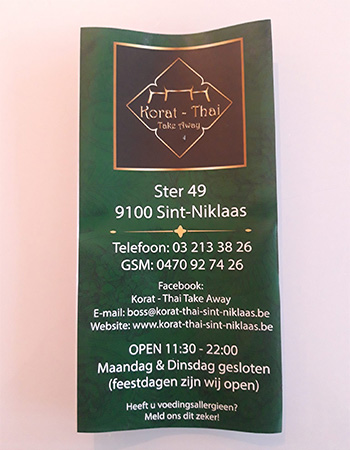 Korat - Thai
Take Away
Ster 49
9100 Sint-Niklaas
Telefoon: 03 213 38 26
GSM: 0470 92 74 26
Facebook:
Korat - Thai Take Away
E-mail: boss@korat-thai-sint-niklaas.be
Website: www.korat-thai-sint-niklaas.be
OPEN 11:30 - 22:00
Maandag & Dinsdag gesloten
(feestdagen zijn wij open)
Heeft u voedingsallergieen?
Meld ons dit zeker!